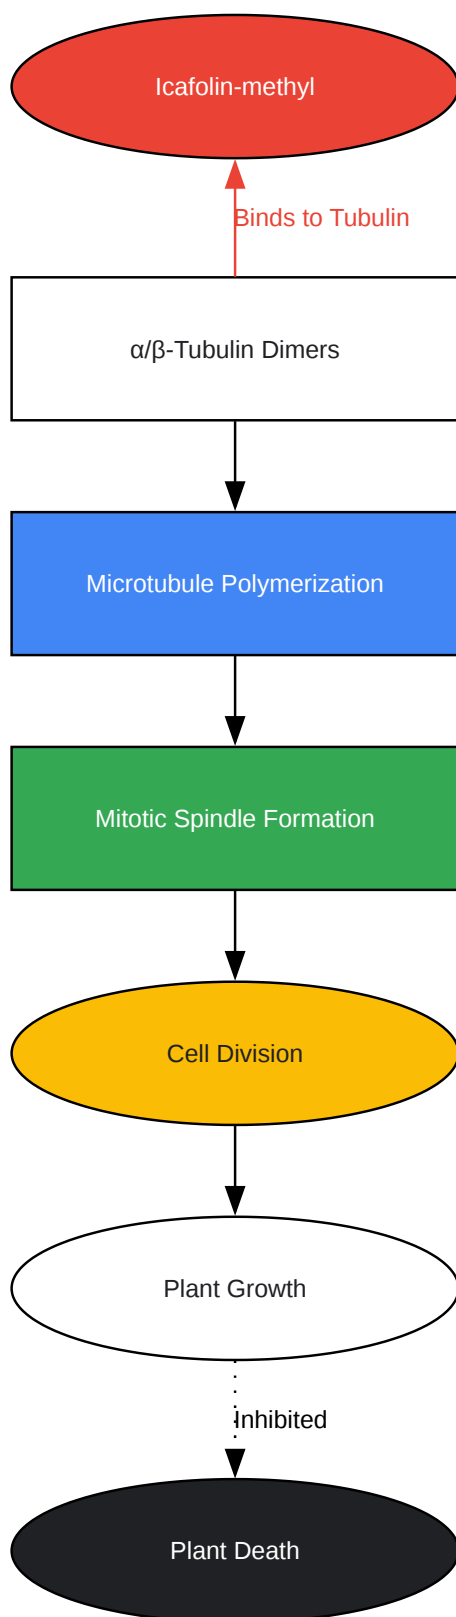 Icafolin-methyl
Binds to Tubulin
α/β-Tubulin Dimers
Microtubule Polymerization
Mitotic Spindle Formation
Cell Division
Plant Growth
Inhibited
Plant Death